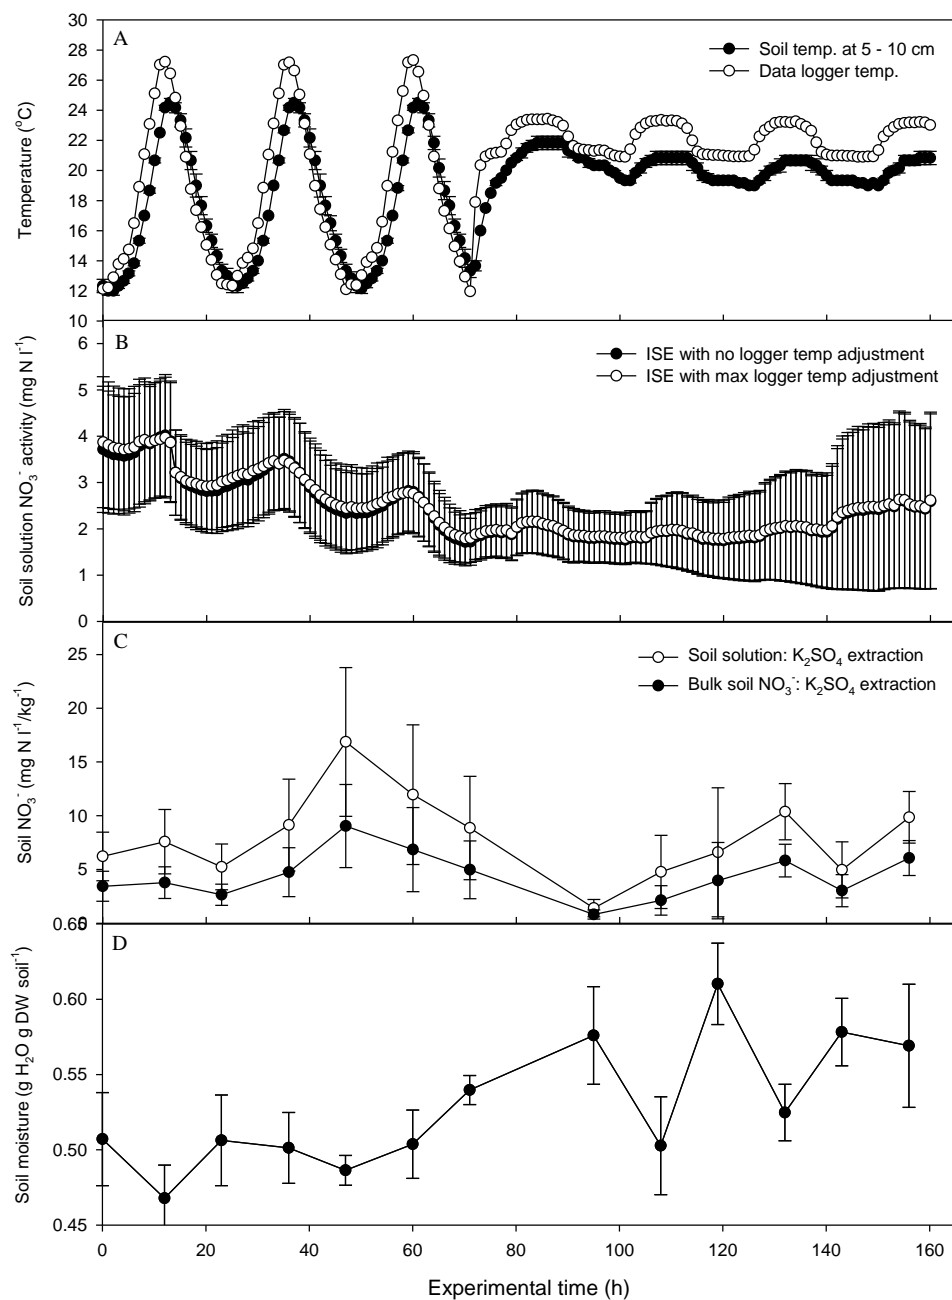 30
28
26
24
22
20
18
16
14
12
10
Temperature (°C)
A
Soil temp. at 5 - 10 cm
Data logger temp.
6
5
4
3
2
1
0
Soil solution NO₃⁻ activity (mg N l⁻¹)
B
ISE with no logger temp adjustment
ISE with max logger temp adjustment
25
20
15
10
5
0
Soil NO₃⁻ (mg N l⁻¹/kg⁻¹)
C
Soil solution: K₂SO₄ extraction
Bulk soil NO₃⁻: K₂SO₄ extraction
0.65
0.60
0.55
0.50
0.45
Soil moisture (g H₂O g DW soil⁻¹)
D
0 20 40 60 80 100 120 140 160
Experimental time (h)